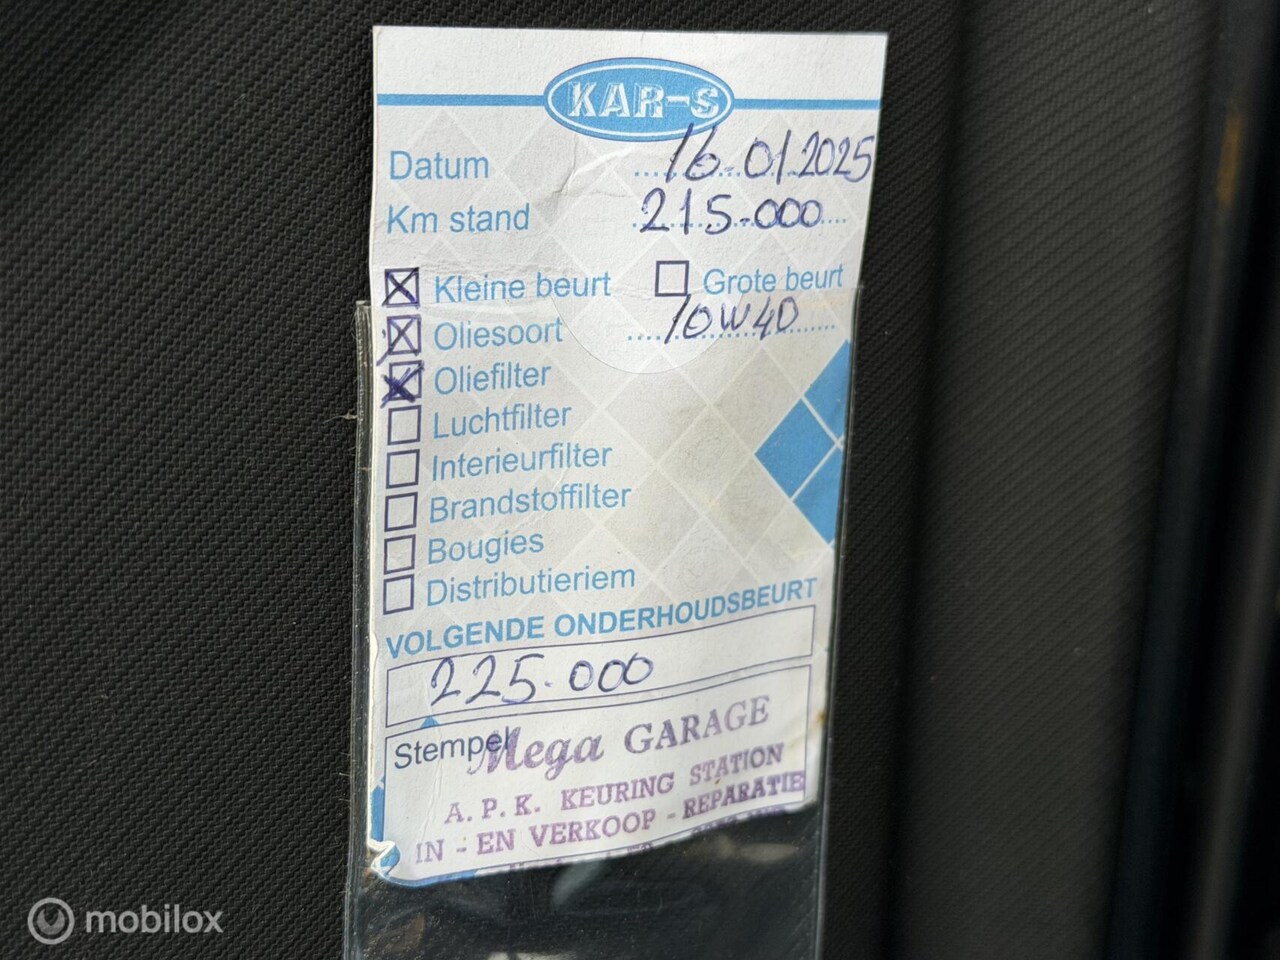 KAR-S
Datum 16-01.2025
Km stand 215.000
Kleine beurt Grote beurt
Oliesoort 10W40
Oliefilter
Luchtfilter
Interieurfilter
Brandstoffilter
Bougies
Distributieriem
VOLGENDE ONDERHOUDSBEURT
225.000
Stempel Mega GARAGE
A.P.K. KEURING STATION
IN - EN VERKOOP - REPARATIE
mobilox